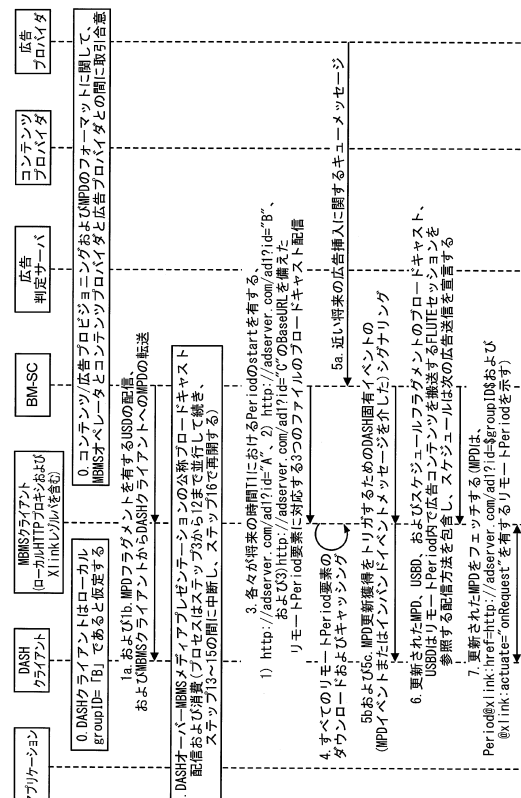 アプリケーション
DASH
クライアント
MBMSクライアント
(ローカルHTTPプロキシおよび
Xlinkレゾルバを含む)
BM-SC
広告
判定サーバ
コンテンツ
プロバイダ
広告
プロバイダ
0. DASHクライアントはローカル
groupID=「B」であると仮定する
0. コンテンツ/広告プロビジョニングおよびMPDのフォーマットに関して、
MBMSオペレータとコンテンツプロバイダと広告プロバイダとの間に取引合意
1a. および1b. MPDフラグメントを有するUSDの配信、
およびMBMSクライアントからDASHクライアントへのMPDの転送
. DASHオーバーMBMSメディアプレゼンテーションの公称ブロードキャスト
配信および消費(プロセスはステップ3から12まで並行して続き、
ステップ13~16の間に中断し、ステップ16で再開する)
3. 各々が将来の時間T1におけるPeriodのstartを有する、
1) http://adserver.com/ad1?id="A"、2) http://adserver.com/ad1?id="B"、
および3)http://adserver.com/ad1?id="C"のBaseURLを備えた
リモートPeriod要素に対応する3つのファイルのブロードキャスト配信
4. すべてのリモートPeriod要素の
ダウンロードおよびキャッシング
5a. 近い将来の広告挿入に関するキューメッセージ
5bおよび5c. MPD更新獲得をトリガするためのDASH固有イベントの
(MPDイベントまたはインバンドイベントメッセージを介した)シグナリング
6. 更新されたMPD、USBD、およびスケジュールフラグメントのブロードキャスト、
USBDはリモートPeriod内で広告コンテンツを搬送するFLUTEセッションを
参照する配信方法を包含し、スケジュールは次の広告送信を宣言する
7. 更新されたMPDをフェッチする(MPDは、
Period@xlink:href=http://adserver.com/ad1?id=$groupID$および
@xlink:actuate="onRequest"を有するリモートPeriodを示す)